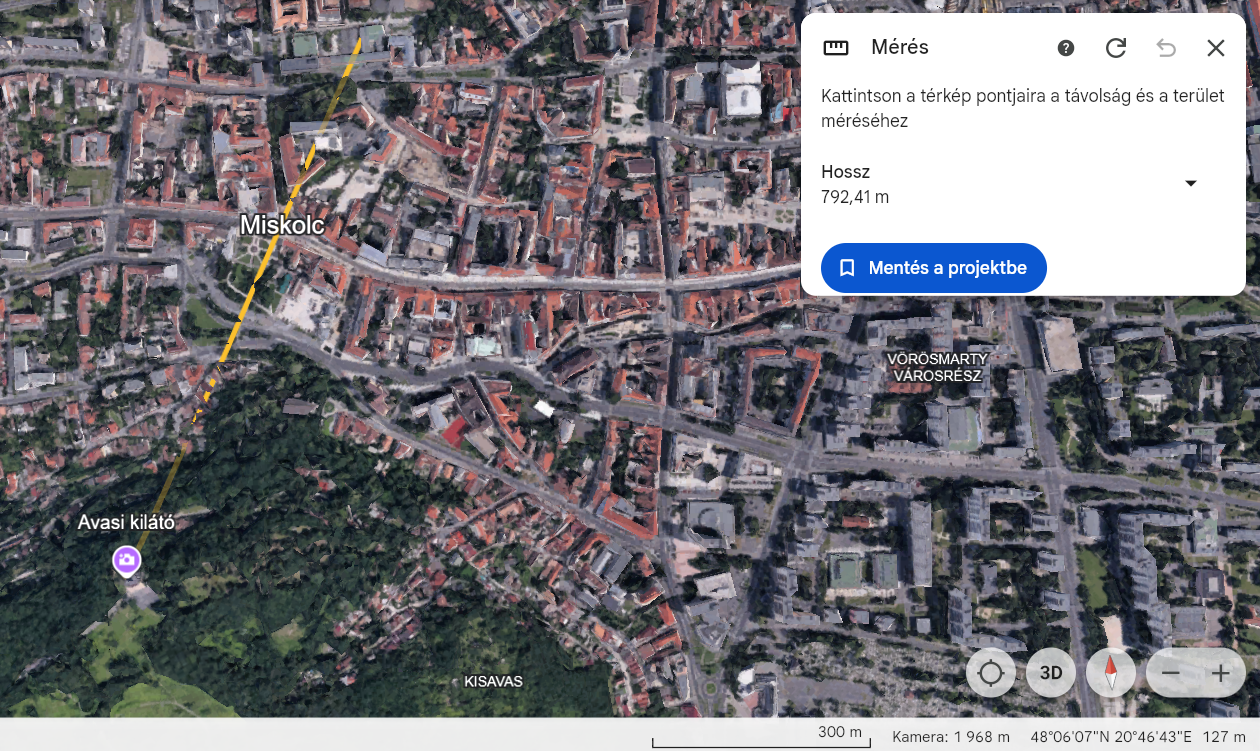 Mérés
Kattintson a térkép pontjaira a távolság és a terület
méréséhez
Hossz
792,41 m
Mentés a projektbe
Miskolc
VÖRÖSMARTY
VÁROSRÉSZ
Avasi kilátó
KISAVAS
3D
300 m
Kamera: 1 968 m
48°06'07"N 20°46'43"E
127 m